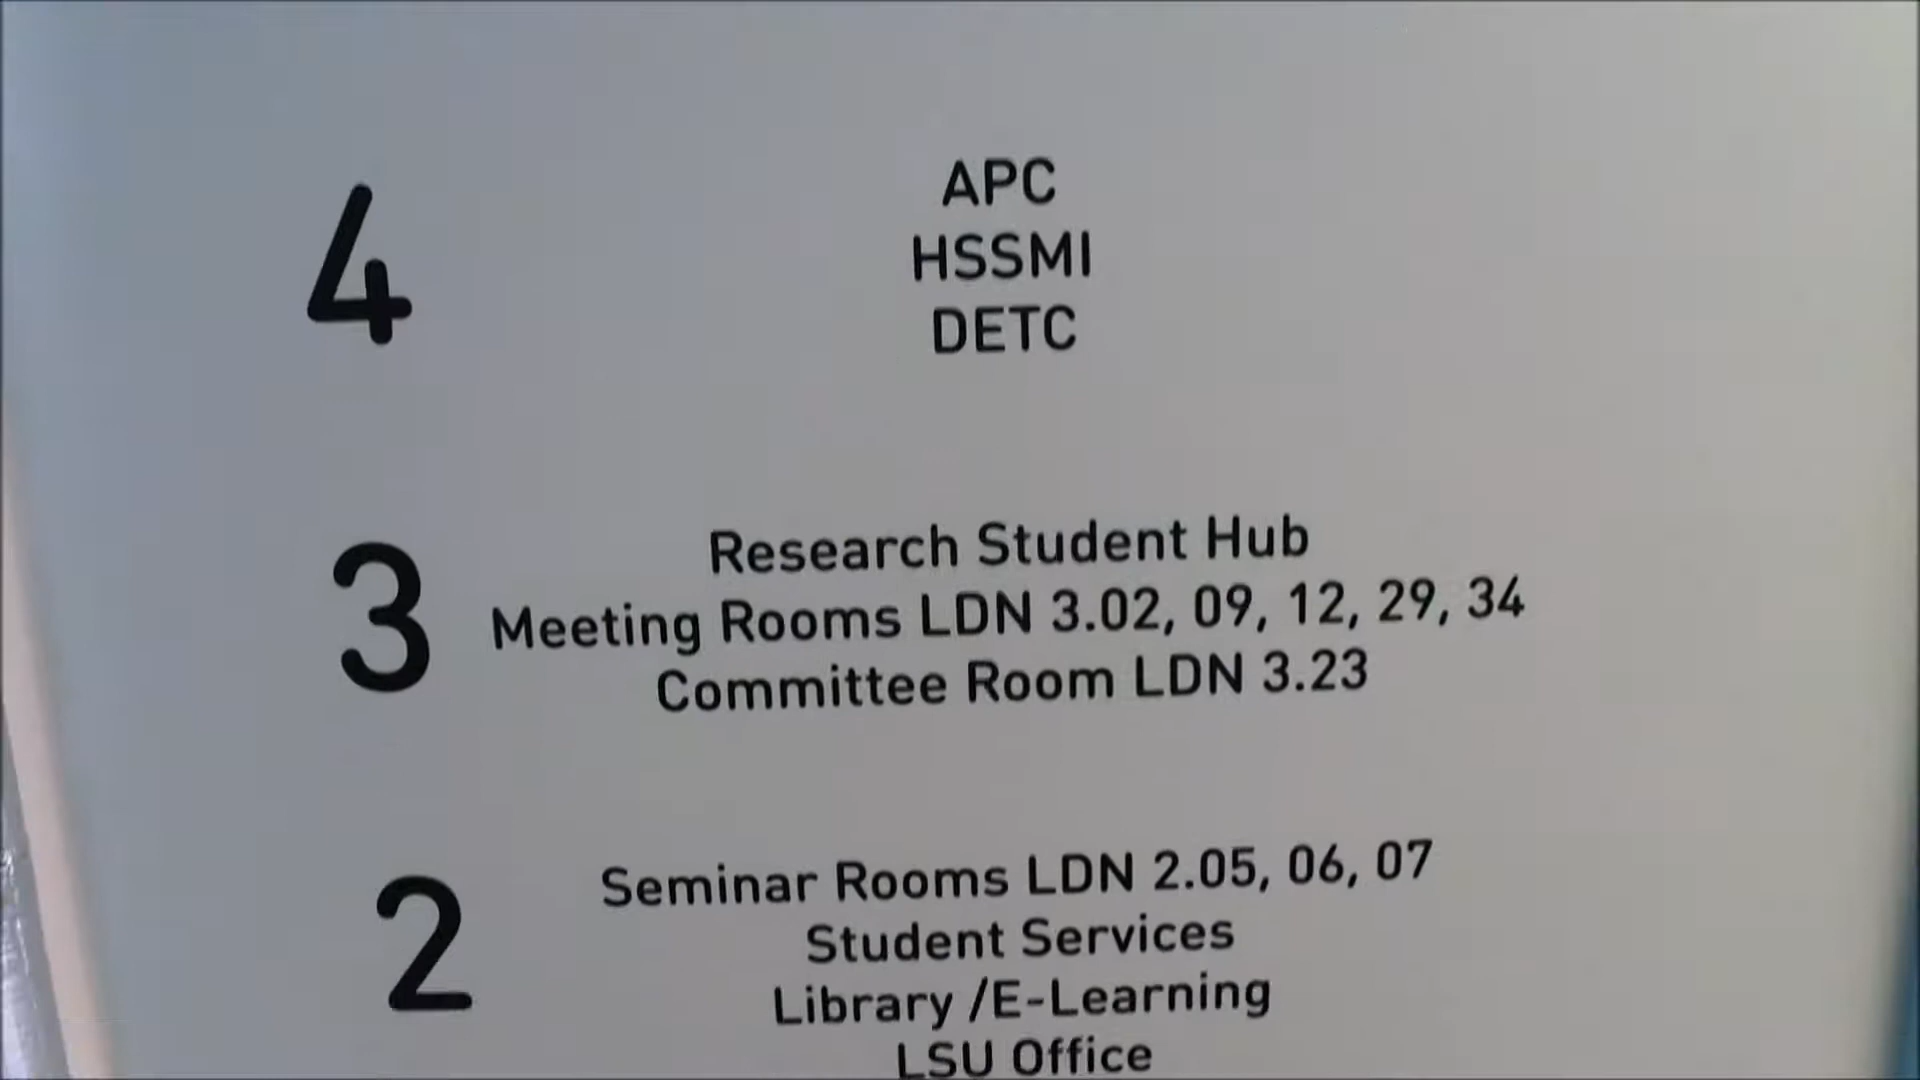 4
APC
HSSMI
DETC
3
Research Student Hub
Meeting Rooms LDN 3.02, 09, 12, 29, 34
Committee Room LDN 3.23
2
Seminar Rooms LDN 2.05, 06, 07
Student Services
Library /E-Learning
LSU Office